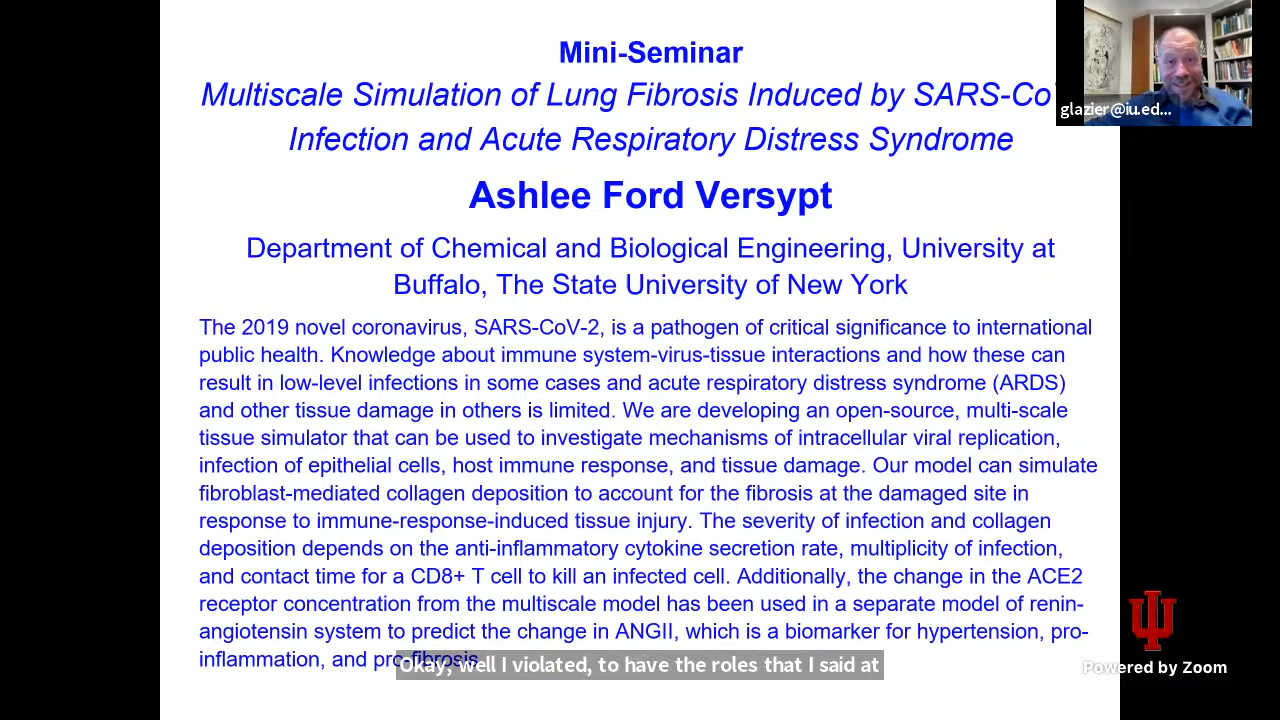 Mini-Seminar
Multiscale Simulation of Lung Fibrosis Induced by SARS-CoV
Infection and Acute Respiratory Distress Syndrome
glazier@iu.ed...
Ashlee Ford Versypt
Department of Chemical and Biological Engineering, University at
Buffalo, The State University of New York
The 2019 novel coronavirus, SARS-CoV-2, is a pathogen of critical significance to international
public health. Knowledge about immune system-virus-tissue interactions and how these can
result in low-level infections in some cases and acute respiratory distress syndrome (ARDS)
and other tissue damage in others is limited. We are developing an open-source, multi-scale
tissue simulator that can be used to investigate mechanisms of intracellular viral replication,
infection of epithelial cells, host immune response, and tissue damage. Our model can simulate
fibroblast-mediated collagen deposition to account for the fibrosis at the damaged site in
response to immune-response-induced tissue injury. The severity of infection and collagen
deposition depends on the anti-inflammatory cytokine secretion rate, multiplicity of infection,
and contact time for a CD8+ T cell to kill an infected cell. Additionally, the change in the ACE2
receptor concentration from the multiscale model has been used in a separate model of renin-
angiotensin system to predict the change in ANGII, which is a biomarker for hypertension, pro-
inflammation, and pro-fibrosis.
Okay, well I violated, to have the roles that I said at
Powered by Zoom